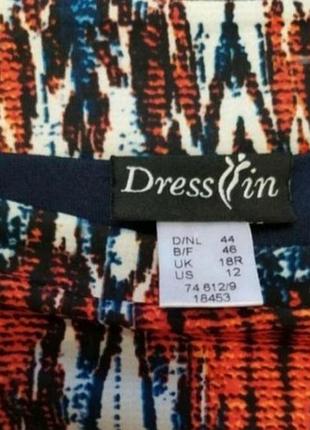 Dress in
D/NL 44
B/F 46
UK 18R
US 12
74 612/9
18453